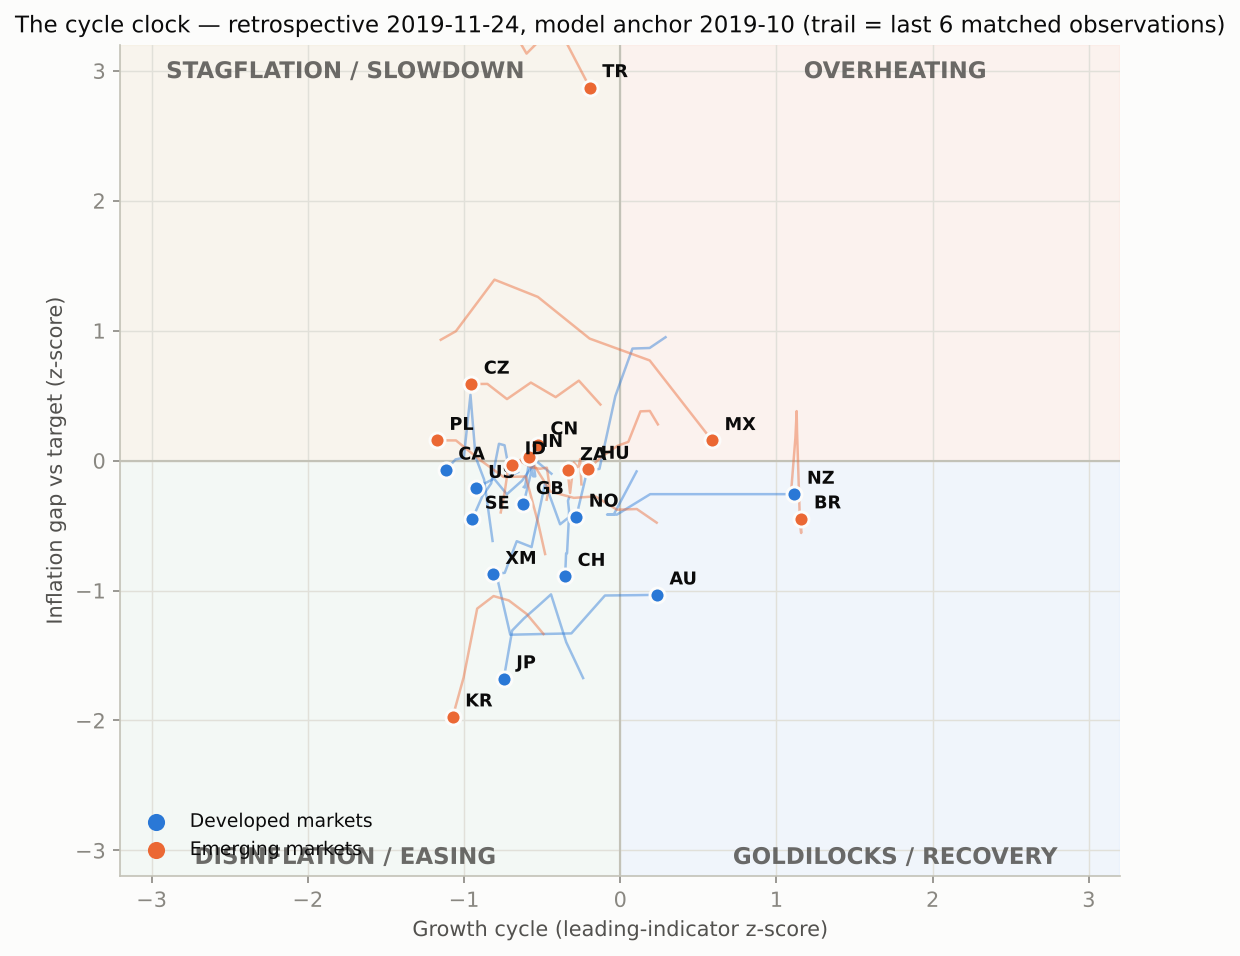 The cycle clock — retrospective 2019-11-24, model anchor 2019-10 (trail = last 6 matched observations)
STAGFLATION / SLOWDOWN
OVERHEATING
TR
CZ
PL
CN
MX
IN
ID
CA
ZA
HU
US
GB
NZ
SE
NO
BR
XM
CH
AU
JP
KR
Developed markets
Emerging markets
DISINFLATION / EASING
GOLDILOCKS / RECOVERY
3
2
1
0
−1
−2
−3
−3
−2
−1
0
1
2
3
Inflation gap vs target (z-score)
Growth cycle (leading-indicator z-score)